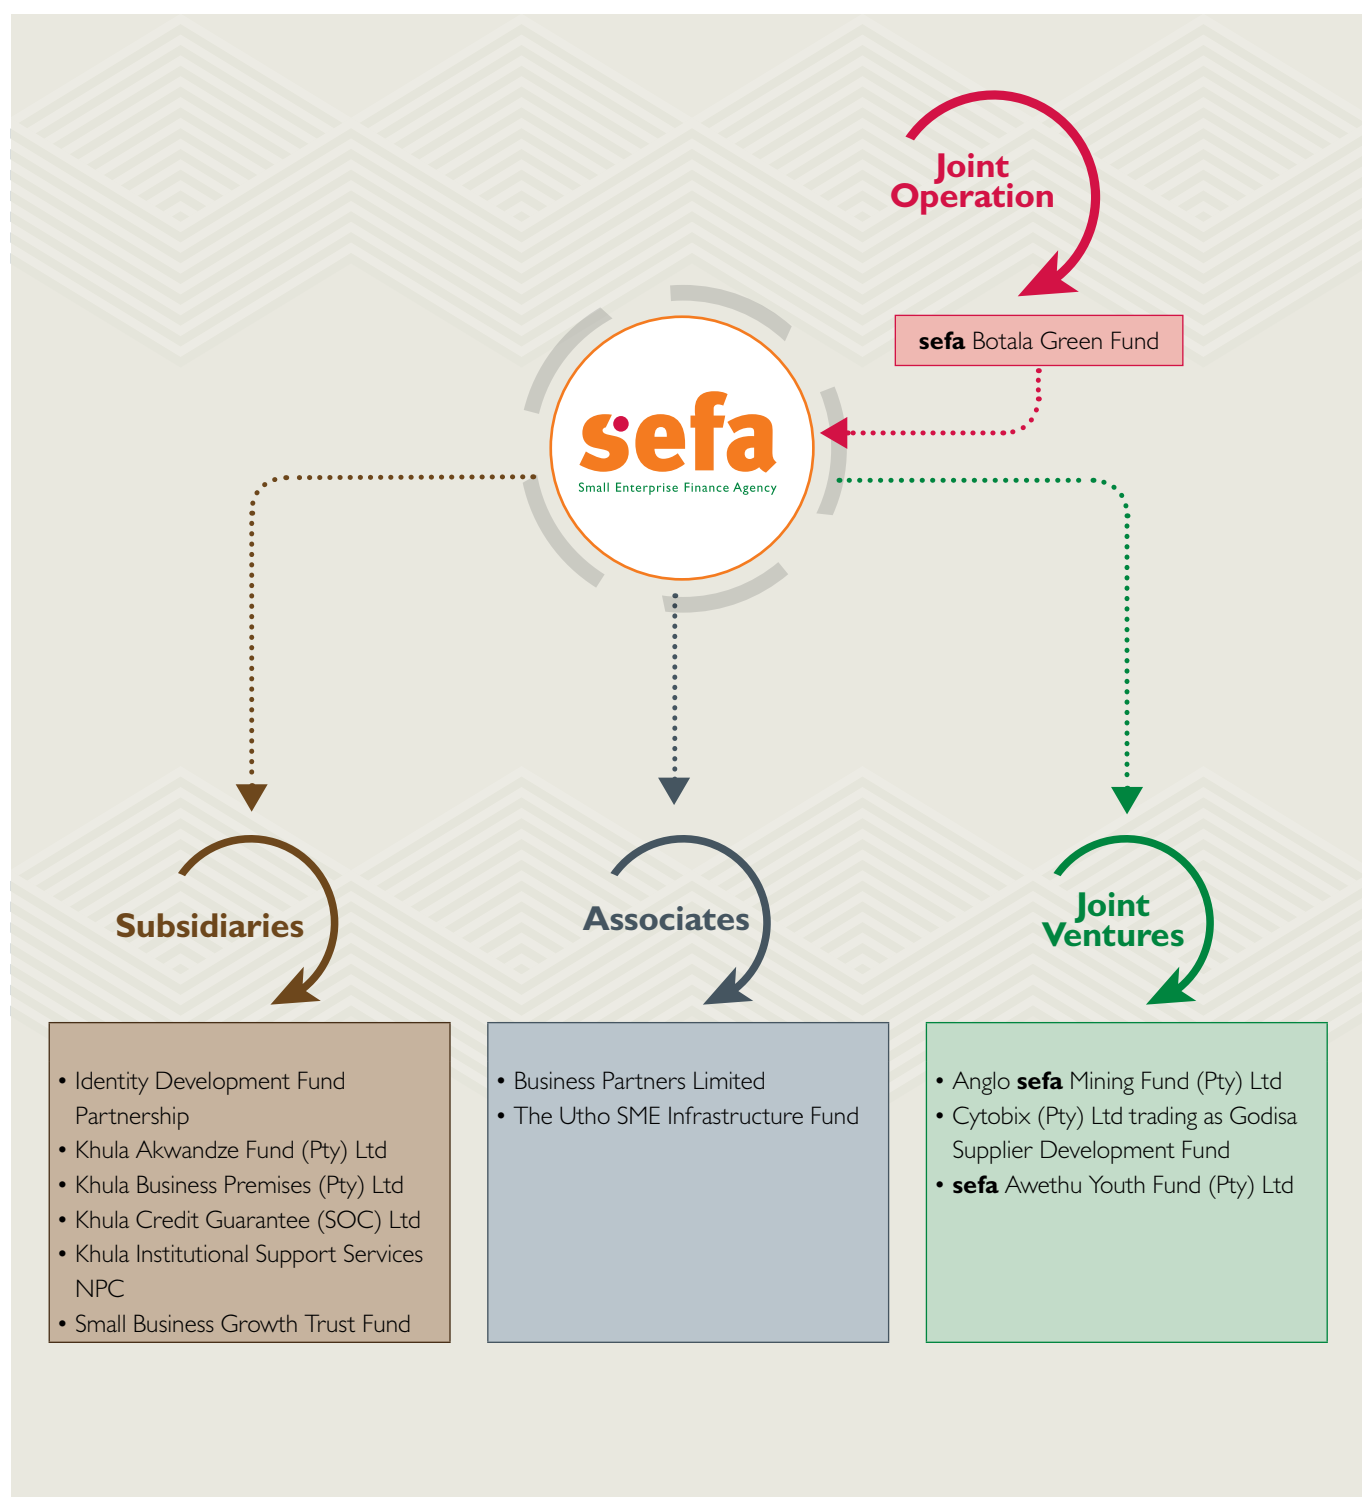 Joint
Operation
sefa Botala Green Fund
sefa
Small Enterprise Finance Agency
Subsidiaries
• Identity Development Fund
Partnership
• Khula Akwandze Fund (Pty) Ltd
• Khula Business Premises (Pty) Ltd
• Khula Credit Guarantee (SOC) Ltd
• Khula Institutional Support Services
NPC
• Small Business Growth Trust Fund
Associates
• Business Partners Limited
• The Utho SME Infrastructure Fund
Joint
Ventures
• Anglo sefa Mining Fund (Pty) Ltd
• Cytobix (Pty) Ltd trading as Godisa
Supplier Development Fund
• sefa Awethu Youth Fund (Pty) Ltd